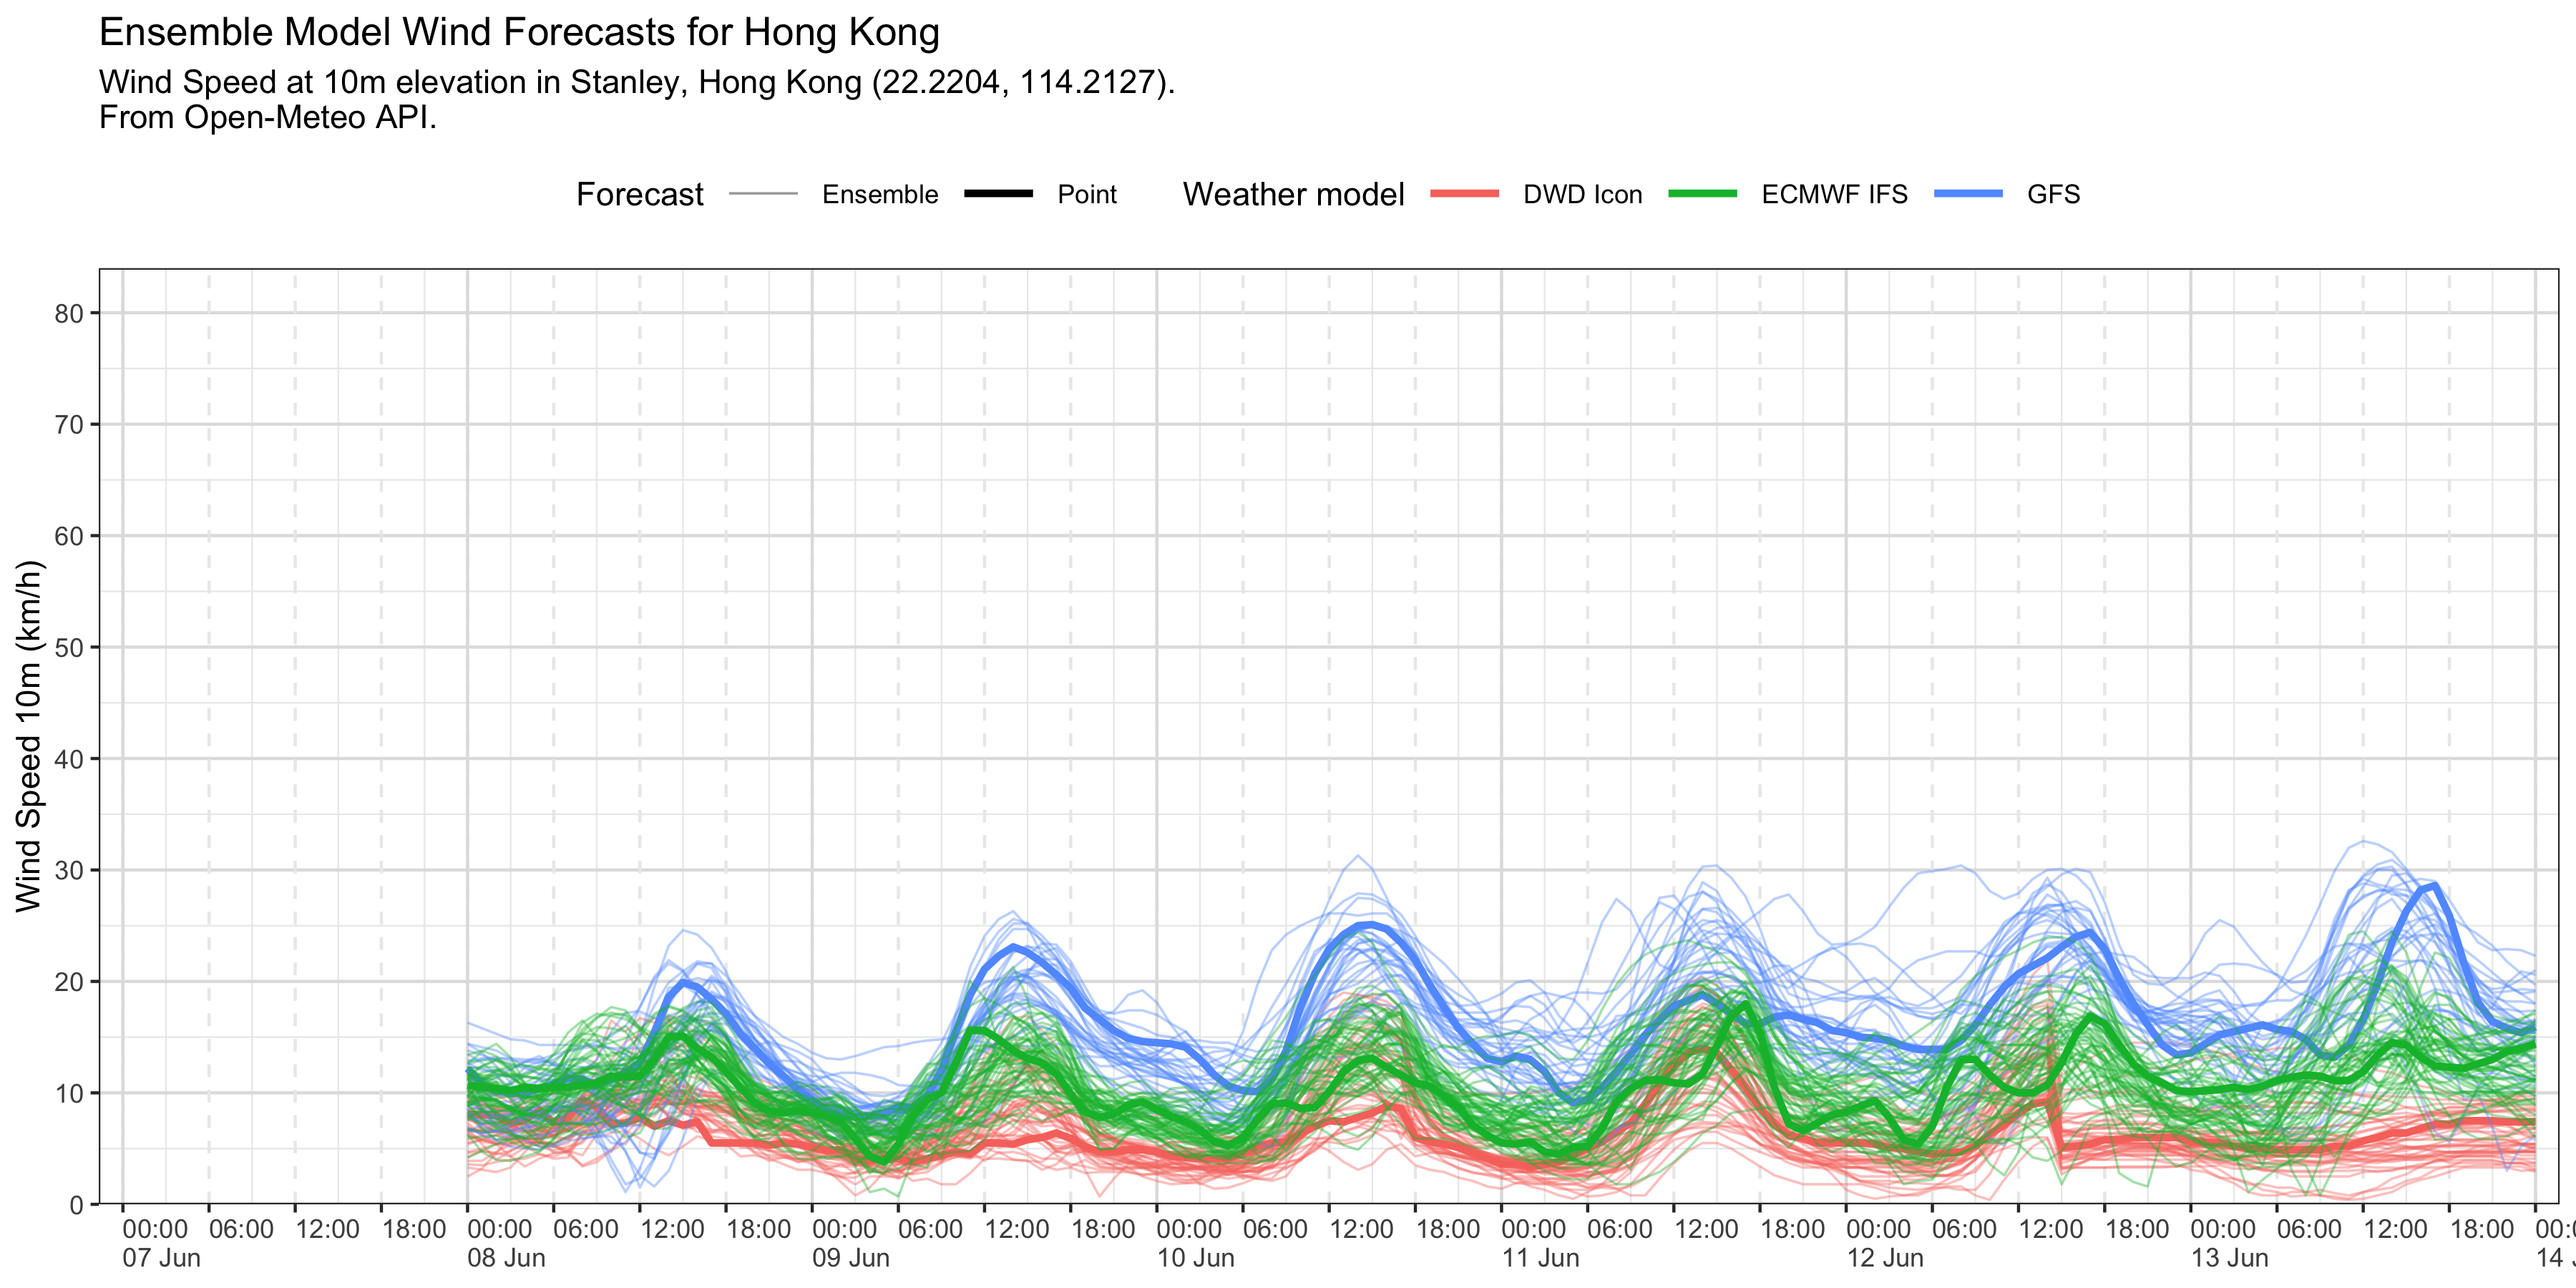 Ensemble Model Wind Forecasts for Hong Kong
Wind Speed at 10m elevation in Stanley, Hong Kong (22.2204, 114.2127).
From Open-Meteo API.
Forecast Ensemble Point Weather model DWD Icon ECMWF IFS GFS
Wind Speed 10m (km/h)
80
70
60
50
40
30
20
10
0
00:00 06:00 12:00 18:00 00:00 06:00 12:00 18:00 00:00 06:00 12:00 18:00 00:00 06:00 12:00 18:00 00:00 06:00 12:00 18:00 00:00 06:00 12:00 18:00 00:00 06:00 12:00 18:00 00:0
07 Jun 08 Jun 09 Jun 10 Jun 11 Jun 12 Jun 13 Jun 14 J